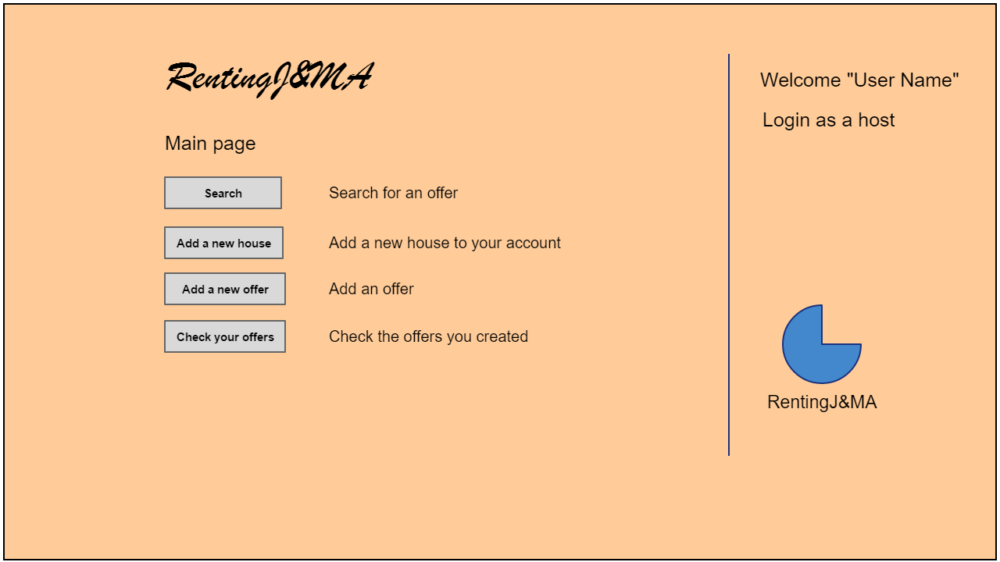 RentingJ&MA
Main page
Search
Search for an offer
Add a new house
Add a new house to your account
Add a new offer
Add an offer
Check your offers
Check the offers you created
Welcome "User Name"
Login as a host
RentingJ&MA